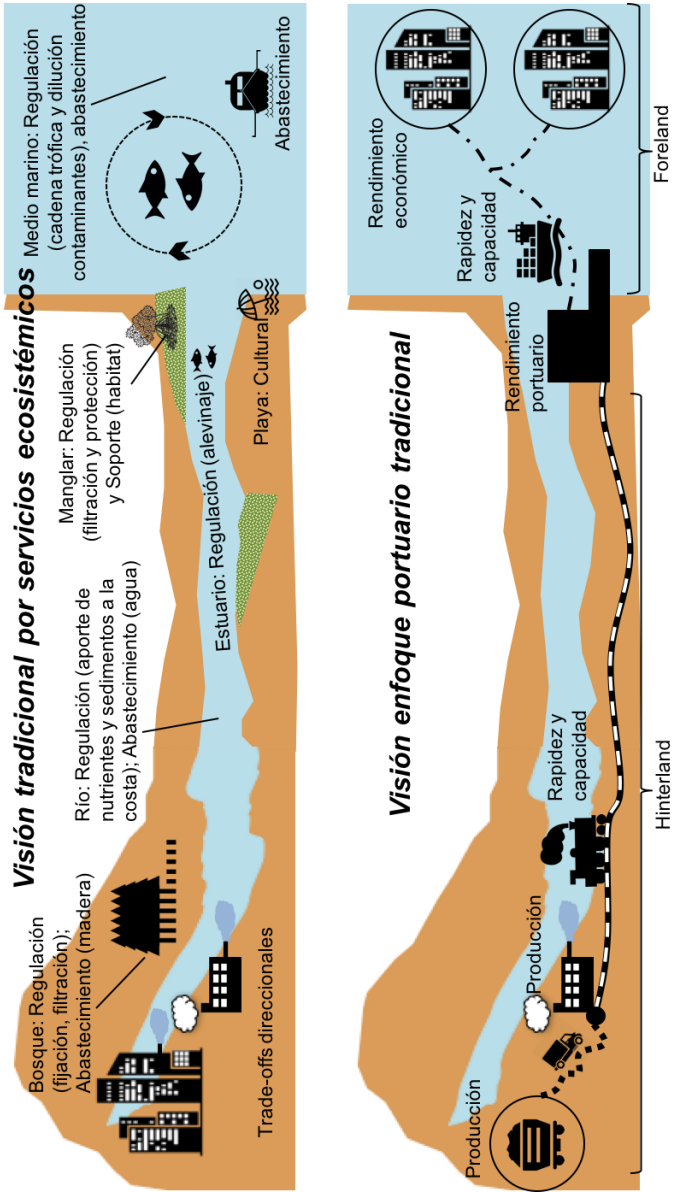 Visión tradicional por servicios ecosistémicos
Bosque: Regulación
(fijación, filtración);
Abastecimiento (madera)
Río: Regulación (aporte de
nutrientes y sedimentos a la
costa); Abastecimiento (agua)
Manglar: Regulación
(filtración y protección)
y Soporte (habitat)
Medio marino: Regulación
(cadena trófica y dilución
contaminantes), abastecimiento
Abastecimiento
Estuario: Regulación (alevinaje)
Playa: Cultural
Trade-offs direccionales
Visión enfoque portuario tradicional
Producción
Producción
Rapidez y
capacidad
Rendimiento
portuario
Rapidez y
capacidad
Rendimiento
económico
Hinterland
Foreland